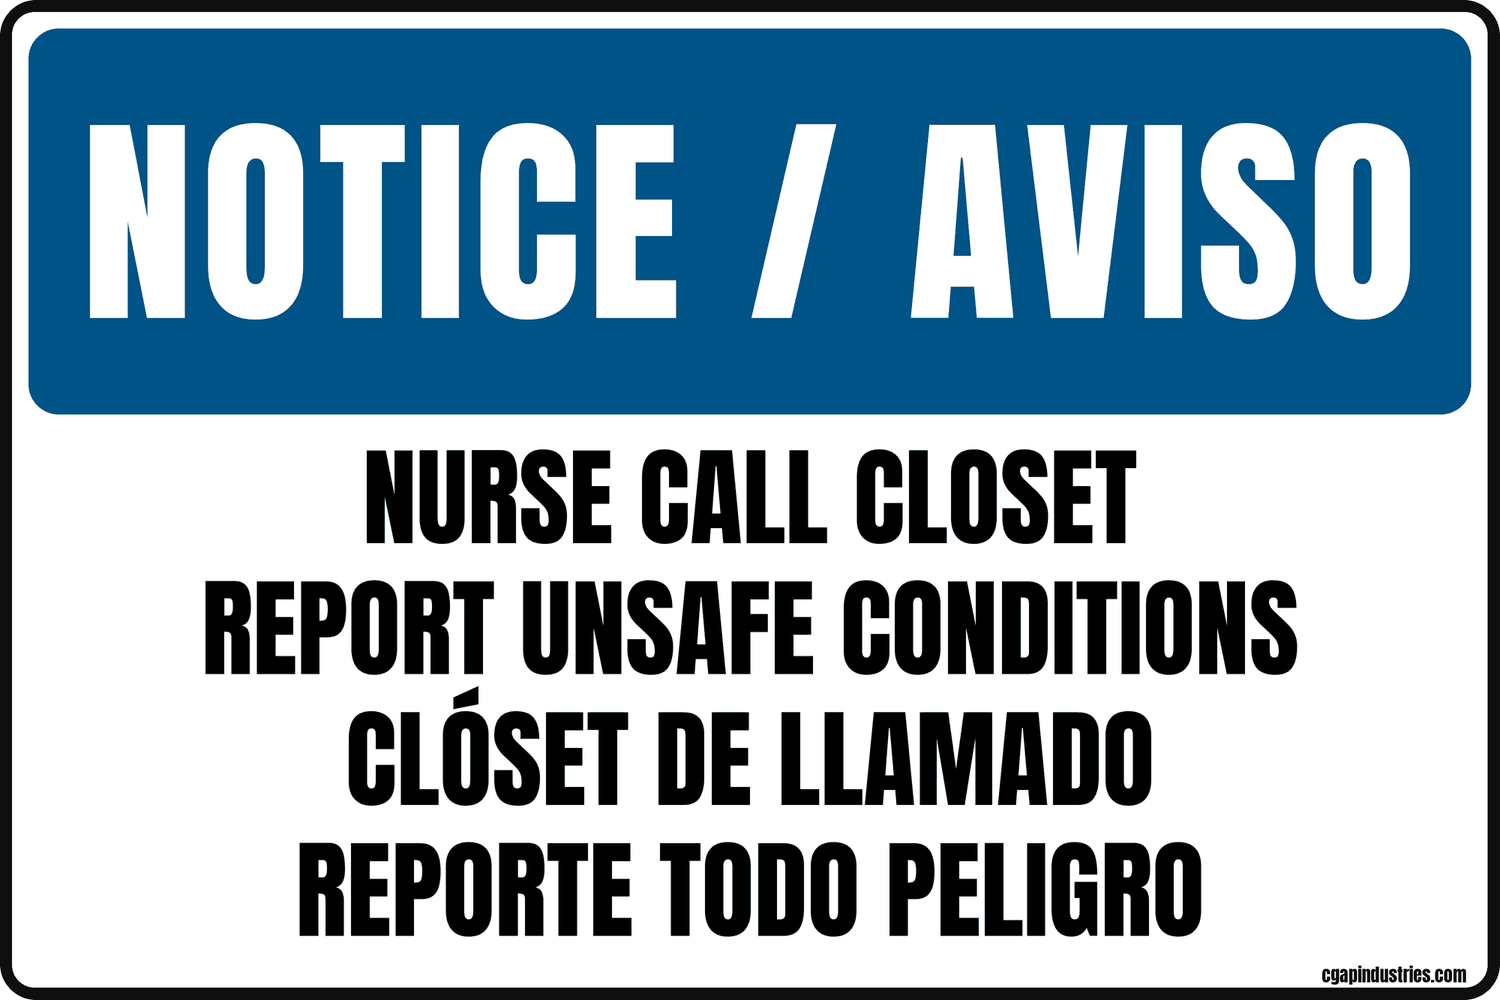 NOTICE / AVISO
NURSE CALL CLOSET
REPORT UNSAFE CONDITIONS
CLÓSET DE LLAMADO
REPORTE TODO PELIGRO
cgapindustries.com